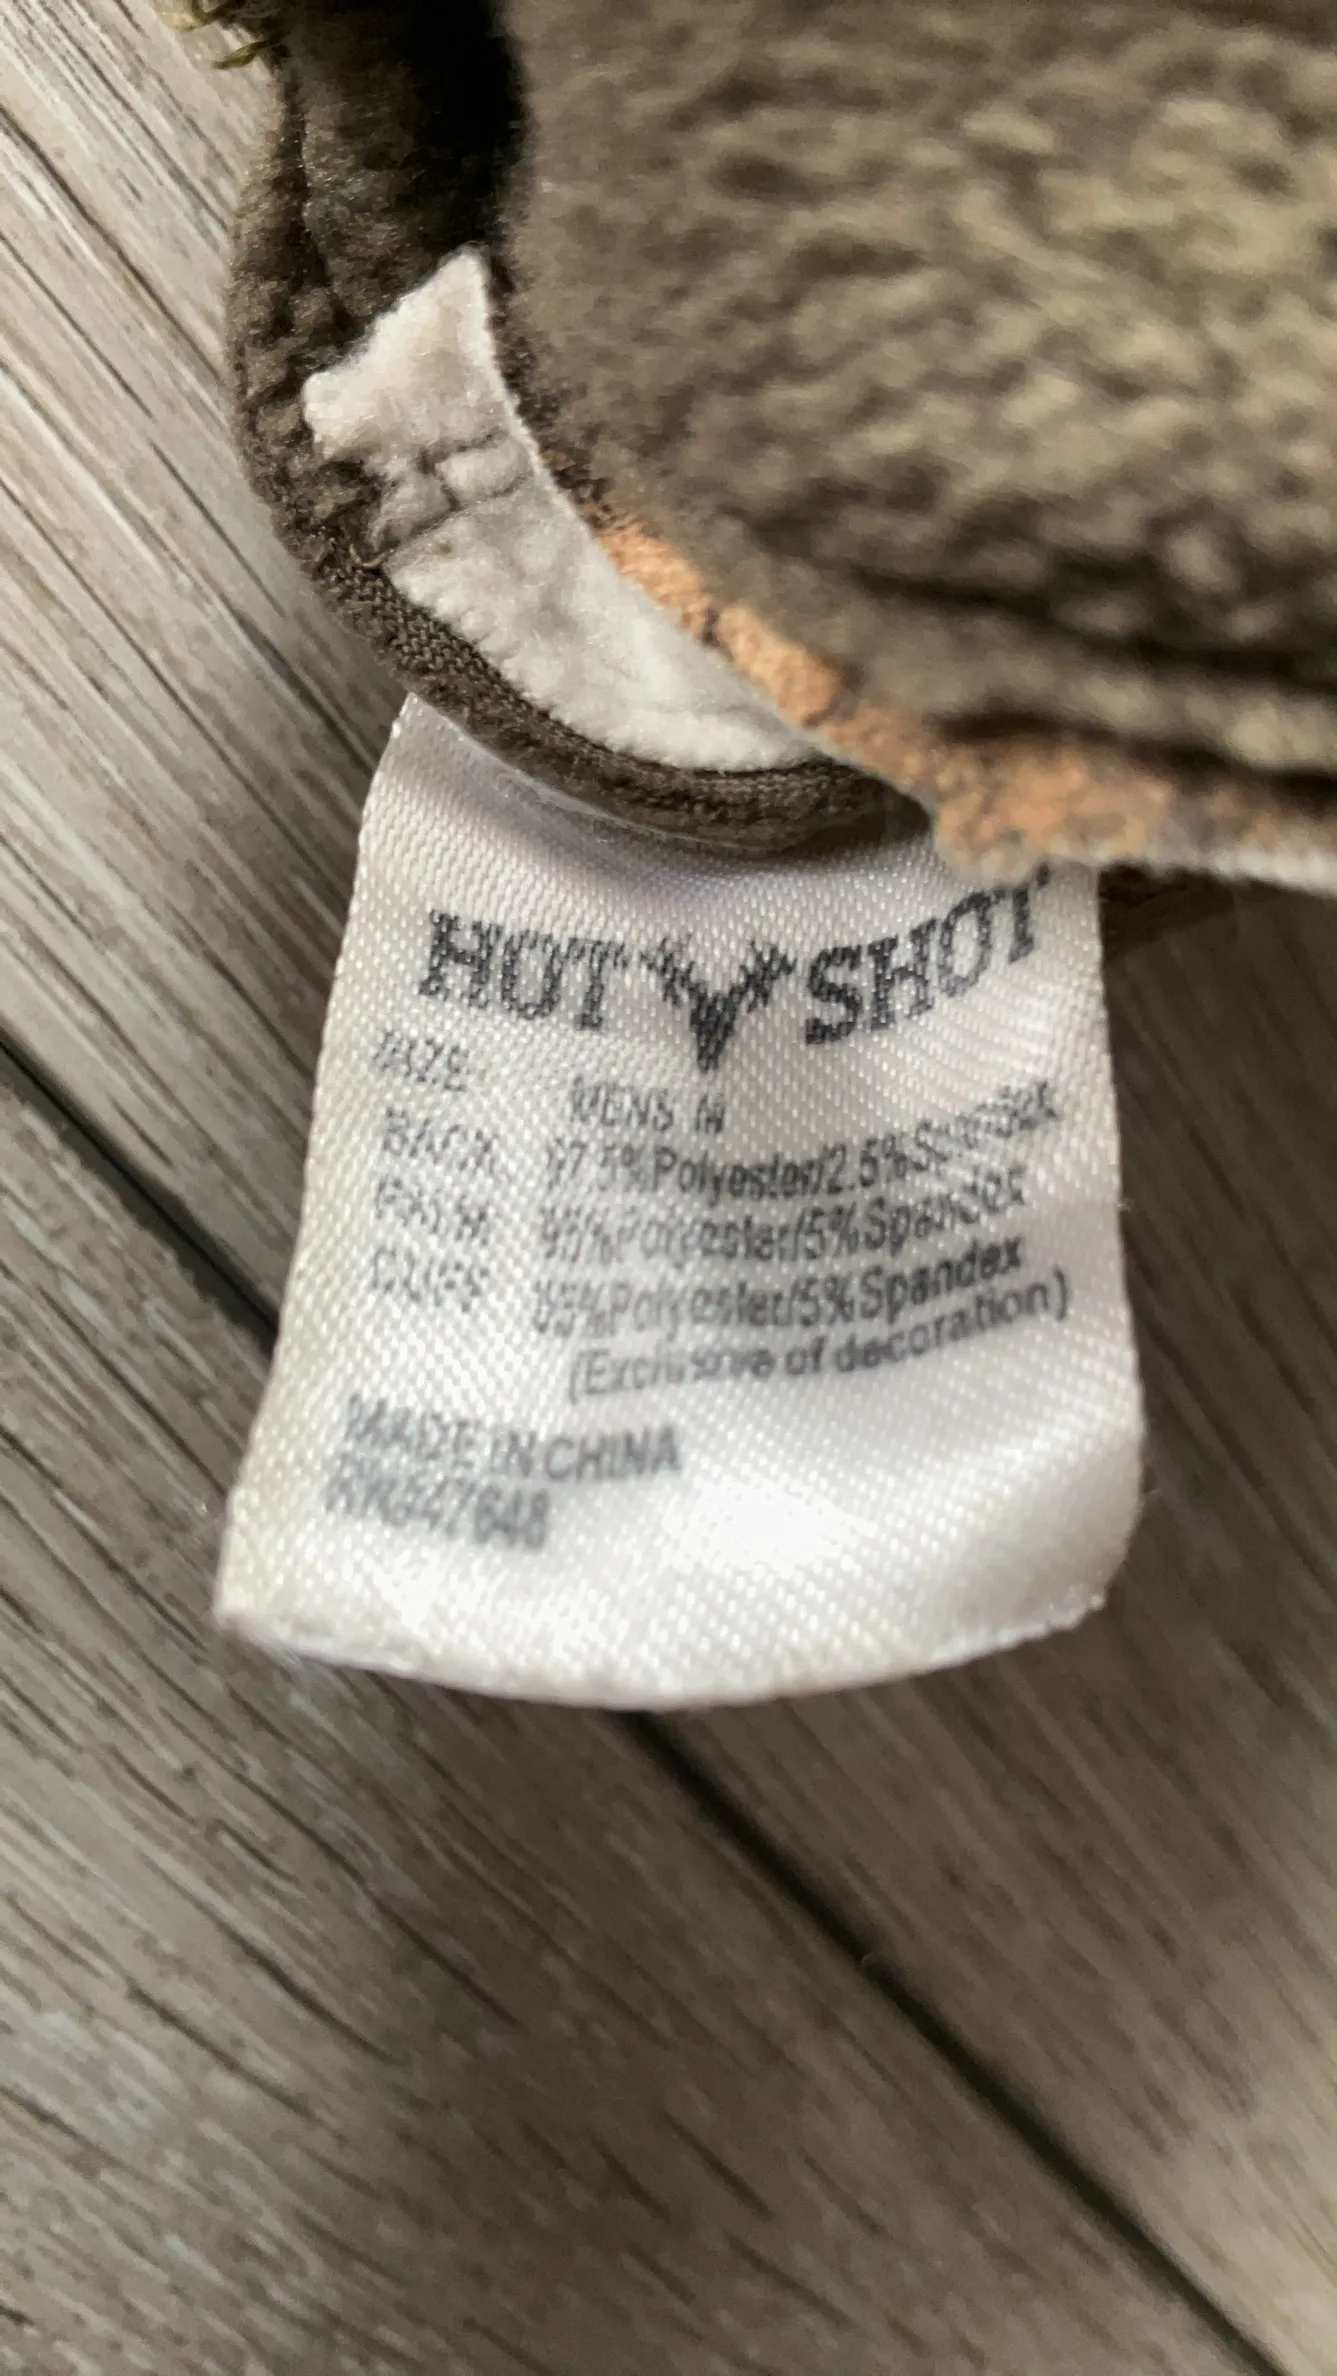 HOT SHOT
SIZE MENS M
BACK 97.5%Polyester/2.5%Spandex
PALM 95%Polyester/5%Spandex
CUFF 95%Polyester/5%Spandex
(Exclusive of decoration)
MADE IN CHINA